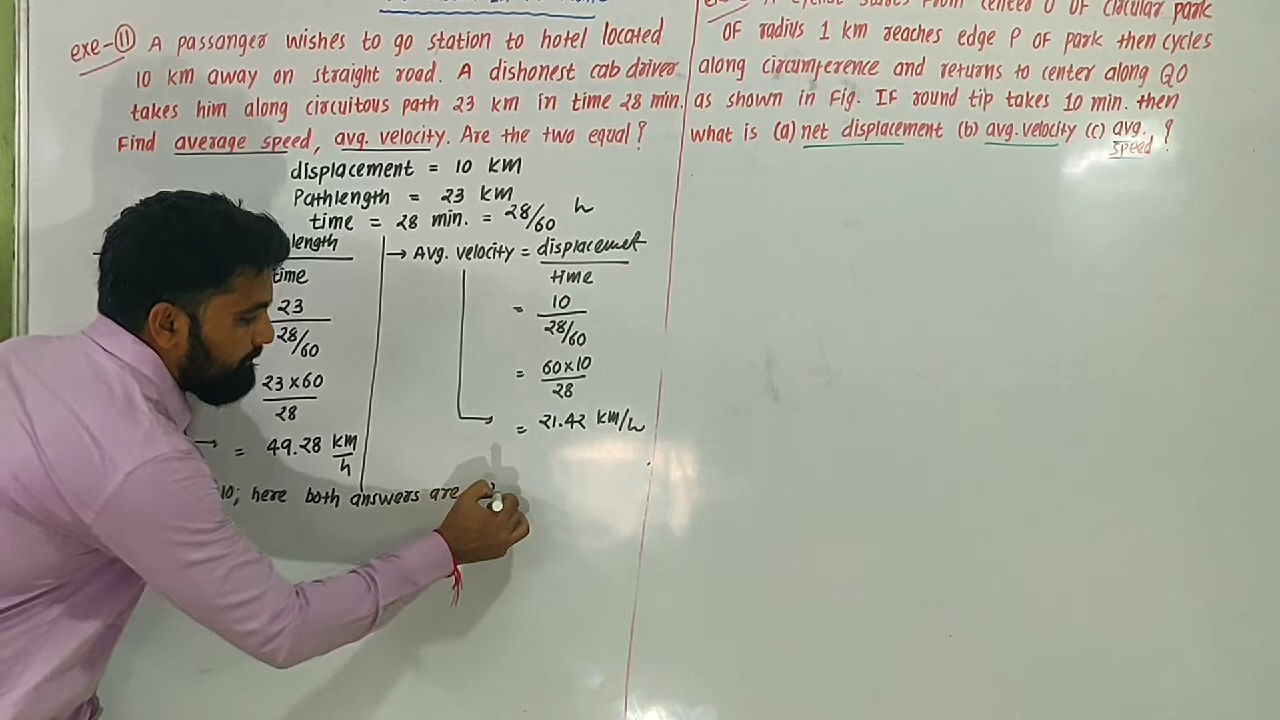 exe-11 A passanger wishes to go station to hotel located
10 km away on straight road. A dishonest cab driver
takes him along circuitous path 23 km in time 28 min.
Find average speed, avg. velocity. Are the two equal?
displacement = 10 KM
Pathlength = 23 KM
time = 28 min. = 28/60 h
length
time
23
28/60
23×60
28
→ = 49.28 KM/h
→ Avg. velocity = displacemet
time
= 10
28/60
= 60×10
28
= 21.42 KM/h
10; here both answers are
from center O OF circular park
OF radius 1 km reaches edge P OF park then cycles
along circumference and returns to center along QO
as shown in Fig. IF round tip takes 10 min. then
what is (a) net displacement (b) avg. velocity (c) avg. speed ?